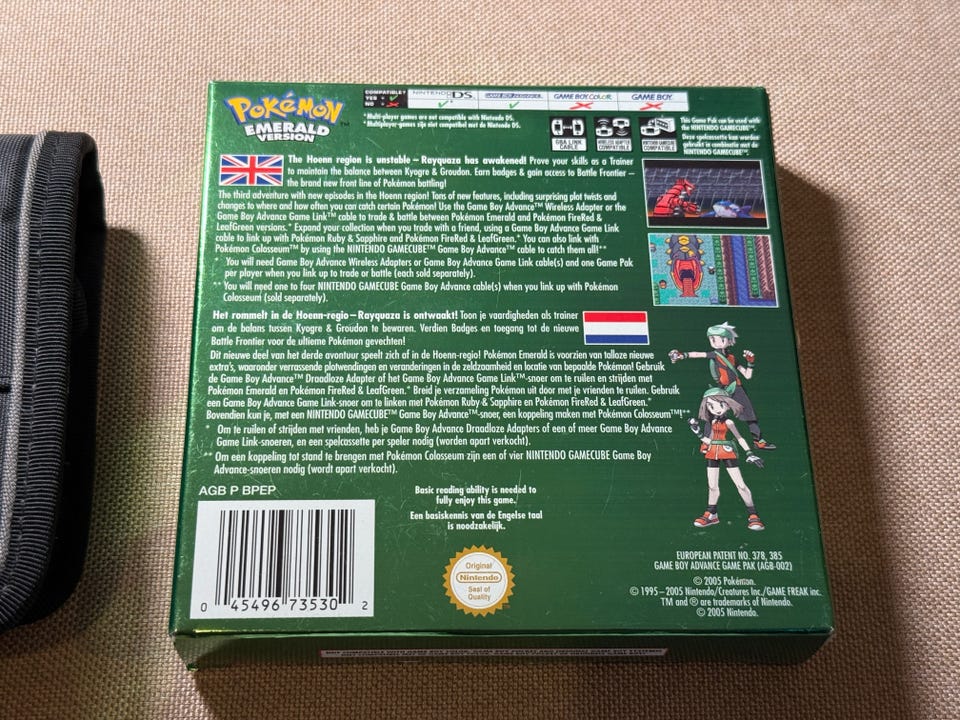 POKéMON
EMERALD
VERSION
COMPATIBLE?
YES = ✓
NO = ✗
NINTENDO DS
GAME BOY ADVANCE
GAME BOY COLOR
GAME BOY
* Multi-player games are not compatible with Nintendo DS.
* Multiplayer-games zijn niet compatibel met de Nintendo DS.
GBA LINK
CABLE
WIRELESS ADAPTER
COMPATIBLE
NINTENDO GAMECUBE
COMPATIBLE
This Game Pak can be used with
the NINTENDO GAMECUBE™.
Deze spelcassette kan worden
gebruikt in combinatie met de
NINTENDO GAMECUBE™.
The Hoenn region is unstable – Rayquaza has awakened! Prove your skills as a Trainer
to maintain the balance between Kyogre & Groudon. Earn badges & gain access to Battle Frontier –
the brand new front line of Pokémon battling!
The third adventure with new episodes in the Hoenn region! Tons of new features, including surprising plot twists and
changes to where and how often you can catch certain Pokémon! Use the Game Boy Advance™ Wireless Adapter or the
Game Boy Advance Game Link™ cable to trade & battle between Pokémon Emerald and Pokémon FireRed &
LeafGreen versions.* Expand your collection when you trade with a friend, using a Game Boy Advance Game Link
cable to link up with Pokémon Ruby & Sapphire and Pokémon FireRed & LeafGreen.* You can also link with
Pokémon Colosseum™ by using the NINTENDO GAMECUBE™ Game Boy Advance™ cable to catch them all!**
* You will need Game Boy Advance Wireless Adapters or Game Boy Advance Game Link cable(s) and one Game Pak
per player when you link up to trade or battle (each sold separately).
** You will need one to four NINTENDO GAMECUBE Game Boy Advance cable(s) when you link up with Pokémon
Colosseum (sold separately).
Het rommelt in de Hoenn-regio – Rayquaza is ontwaakt! Toon je vaardigheden als trainer
om de balans tussen Kyogre & Groudon te bewaren. Verdien Badges en toegang tot de nieuwe
Battle Frontier voor de ultieme Pokémon gevechten!
Dit nieuwe deel van het derde avontuur speelt zich af in de Hoenn-regio! Pokémon Emerald is voorzien van talloze nieuwe
extra's, waaronder verrassende plotwendingen en veranderingen in de zeldzaamheid en locatie van bepaalde Pokémon! Gebruik
de Game Boy Advance™ Draadloze Adapter of het Game Boy Advance Game Link™-snoer om te ruilen en strijden met
Pokémon Emerald en Pokémon FireRed & LeafGreen.* Breid je verzameling Pokémon uit door met je vrienden te ruilen. Gebruik
een Game Boy Advance Game Link-snoer om te linken met Pokémon Ruby & Sapphire en Pokémon FireRed & LeafGreen.*
Bovendien kun je, met een NINTENDO GAMECUBE™ Game Boy Advance™-snoer, een koppeling maken met Pokémon Colosseum™!**
* Om te ruilen of strijden met vrienden, heb je Game Boy Advance Draadloze Adapters of een of meer Game Boy Advance
Game Link-snoeren, en een spelcassette per speler nodig (worden apart verkocht).
** Om een koppeling tot stand te brengen met Pokémon Colosseum zijn een of vier NINTENDO GAMECUBE Game Boy
Advance-snoeren nodig (wordt apart verkocht).
AGB P BPEP
Basic reading ability is needed to
fully enjoy this game.
Een basiskennis van de Engelse taal
is noodzakelijk.
0 45496 73530 2
Original
Nintendo
Seal of
Quality
EUROPEAN PATENT NO. 378, 385
GAME BOY ADVANCE GAME PAK (AGB-002)
© 2005 Pokémon.
© 1995–2005 Nintendo/Creatures Inc./GAME FREAK inc.
TM and ® are trademarks of Nintendo.
© 2005 Nintendo.
NOT COMPATIBLE WITH GAME BOY COLOR, GAME BOY POCKET AND ORIGINAL GAME BOY SYSTEMS